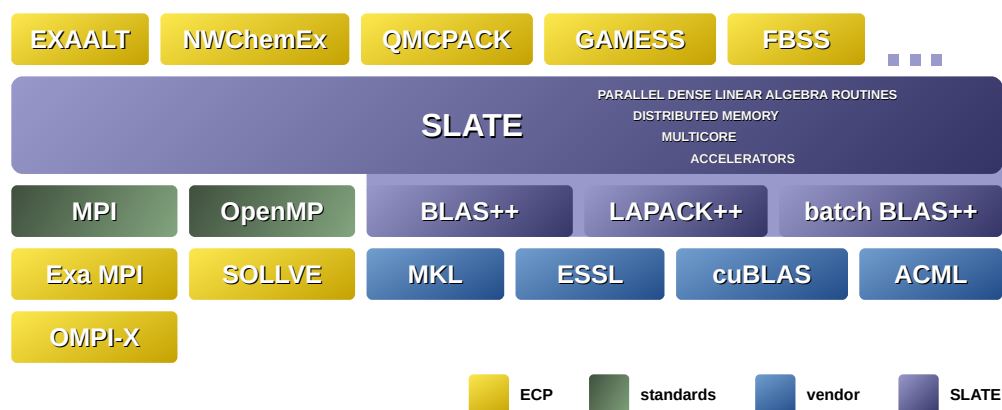 EXAALT NWChemEx QMCPACK GAMESS FBSS
PARALLEL DENSE LINEAR ALGEBRA ROUTINES
SLATE
DISTRIBUTED MEMORY
MULTICORE
ACCELERATORS
MPI OpenMP BLAS++ LAPACK++ batch BLAS++
Exa MPI SOLLVE MKL ESSL cuBLAS ACML
OMPI-X
ECP standards vendor SLATE